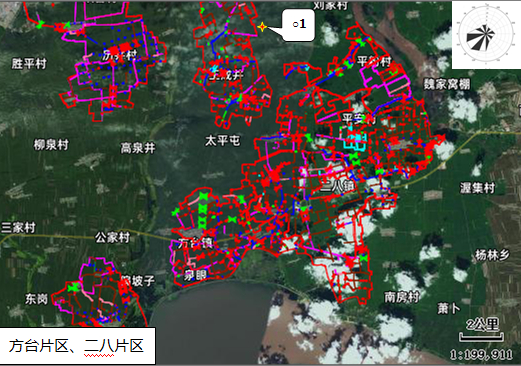 刘家村
○1
胜平村
平和村
魏家窝棚
平安村
柳泉村
高泉井
太平屯
二八镇
渥集村
三家村
公家村
方台镇
杨林乡
泉眼
东岗
南房村
萧卜
2公里
1:199,911
方台片区、二八片区